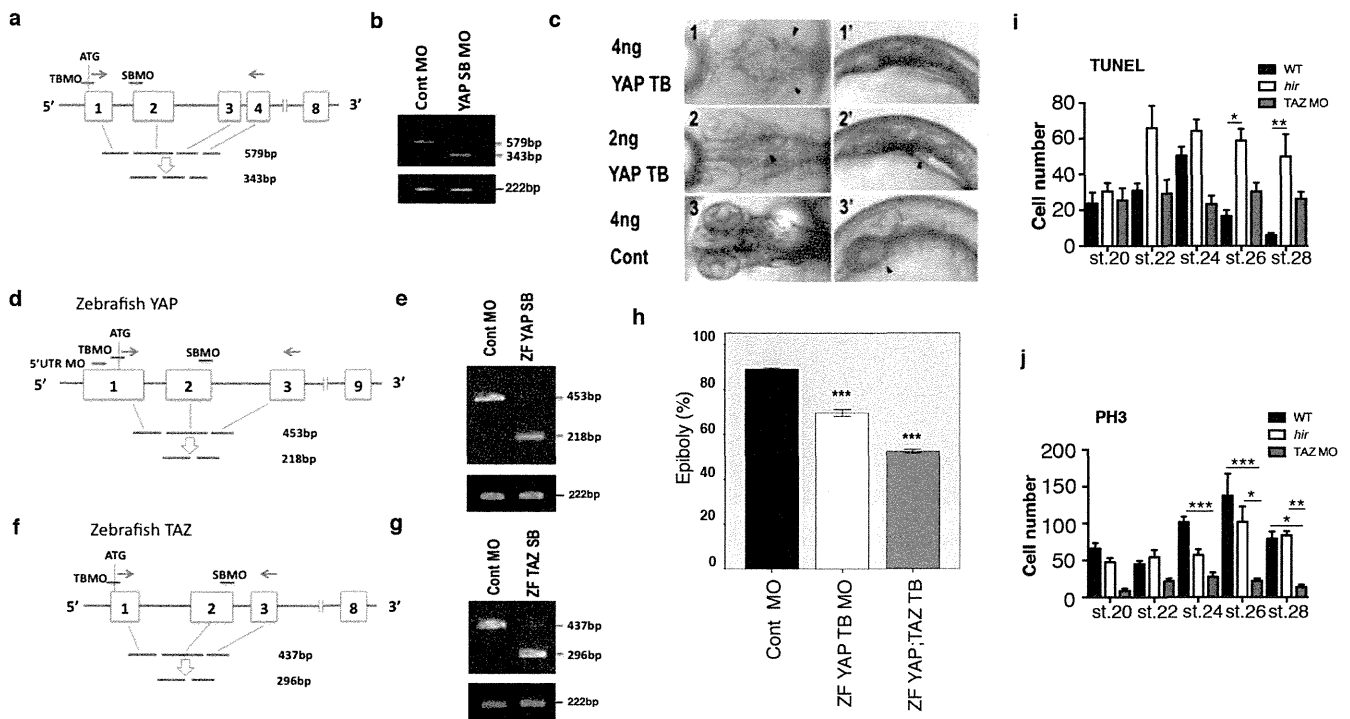 a
ATG
TBMO
SBMO
5' 1 2 3 4 8 3'
579bp
343bp
b
Cont MO
YAP SB MO
579bp
343bp
222bp
c
1 1'
4ng
YAP TB
2 2'
2ng
YAP TB
3 3'
4ng
Cont
d
Zebrafish YAP
ATG
TBMO
5'UTR MO
SBMO
5' 1 2 3 9 3'
453bp
218bp
e
Cont MO
ZF YAP SB
453bp
218bp
222bp
f
Zebrafish TAZ
ATG
TBMO
SBMO
5' 1 2 3 8 3'
437bp
296bp
g
Cont MO
ZF TAZ SB
437bp
296bp
222bp
h
Epiboly (%)
100
80
60
40
20
0
***
***
Cont MO
ZF YAP TB MO
ZF YAP;TAZ TB
i
TUNEL
WT
hir
TAZ MO
Cell number
80
60
40
20
0
* **
st.20 st.22 st.24 st.26 st.28
j
PH3
WT
hir
TAZ MO
Cell number
200
150
100
50
0
***
***
*
**
*
st.20 st.22 st.24 st.26 st.28